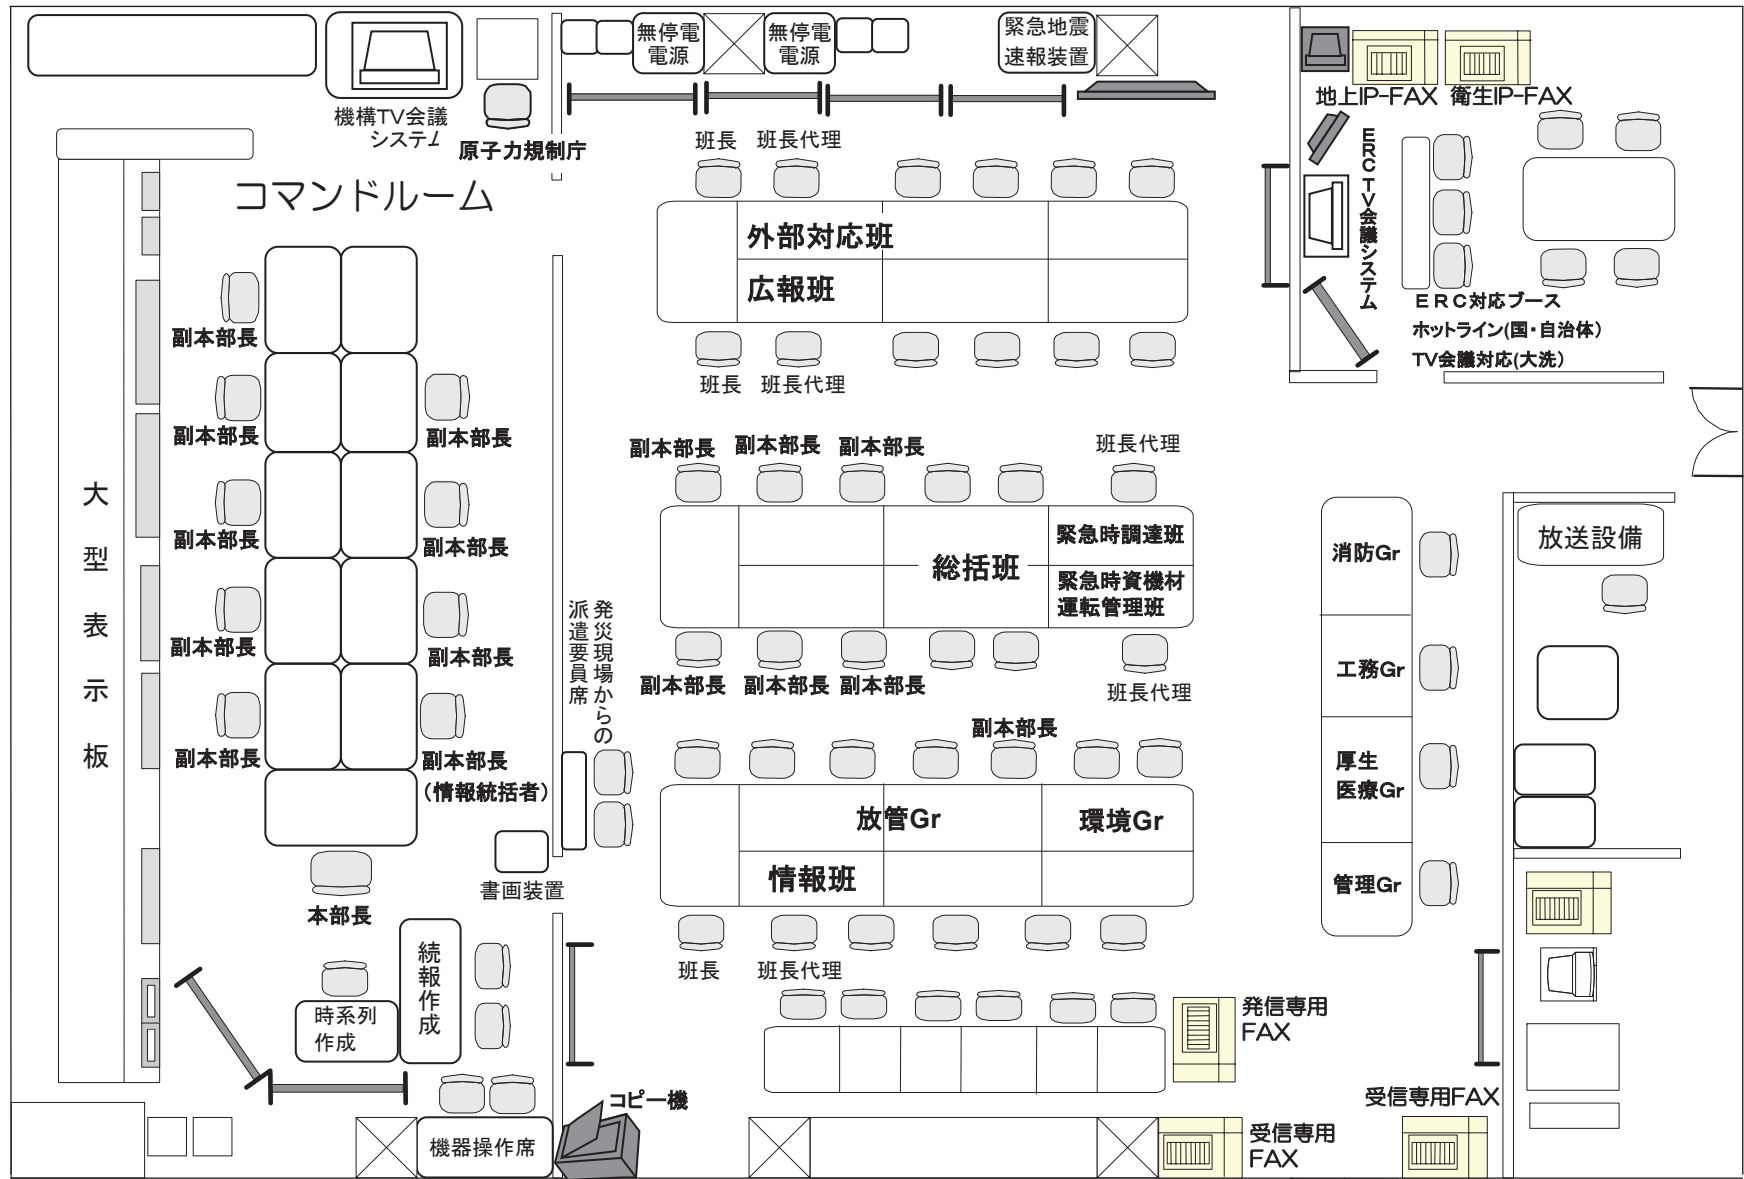 機構TV会議
システム
原子力規制庁
コマンドルーム
無停電
電源
無停電
電源
緊急地震
速報装置
地上IP-FAX
衛生IP-FAX
ERC TV会議システム
ERC対応ブース
ホットライン(国・自治体)
TV会議対応(大洗)
班長
班長代理
外部対応班
広報班
班長
班長代理
大型表示板
副本部長
副本部長
副本部長
副本部長
副本部長
副本部長
副本部長
副本部長
副本部長
副本部長
(情報統括者)
本部長
書画装置
続報作成
時系列
作成
機器操作席
コピー機
発災現場からの
派遣要員席
副本部長
副本部長
副本部長
班長代理
総括班
緊急時調達班
緊急時資機材
運転管理班
副本部長
副本部長
副本部長
班長代理
副本部長
放管Gr
環境Gr
情報班
班長
班長代理
消防Gr
工務Gr
厚生
医療Gr
管理Gr
放送設備
発信専用
FAX
受信専用
FAX
受信専用FAX